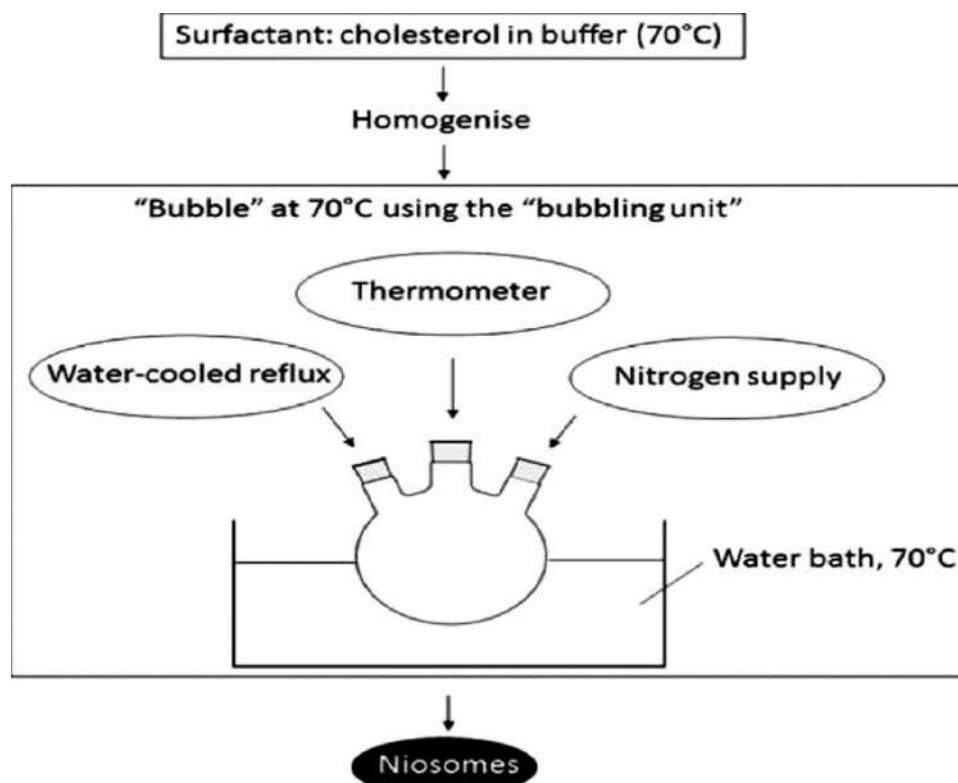 Surfactant: cholesterol in buffer (70°C)
Homogenise
“Bubble” at 70°C using the “bubbling unit”
Thermometer
Water-cooled reflux
Nitrogen supply
Water bath, 70°C
Niosomes